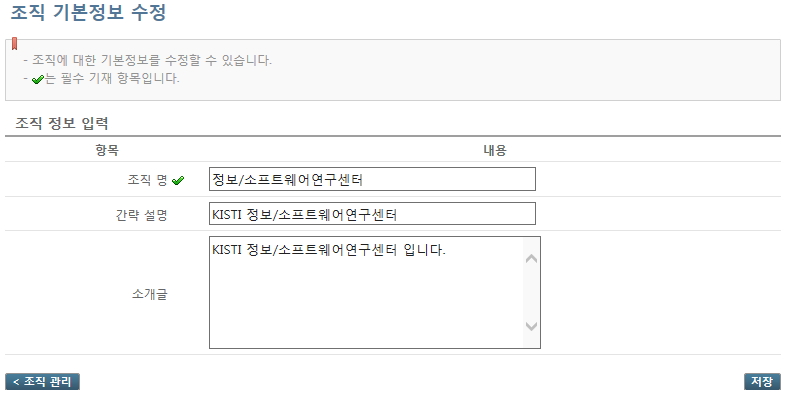 조직 기본정보 수정
- 조직에 대한 기본정보를 수정할 수 있습니다.
- 는 필수 기재 항목입니다.
조직 정보 입력
항목 내용
조직 명 정보/소프트웨어연구센터
간략 설명 KISTI 정보/소프트웨어연구센터
소개글 KISTI 정보/소프트웨어연구센터 입니다.
< 조직 관리 저장